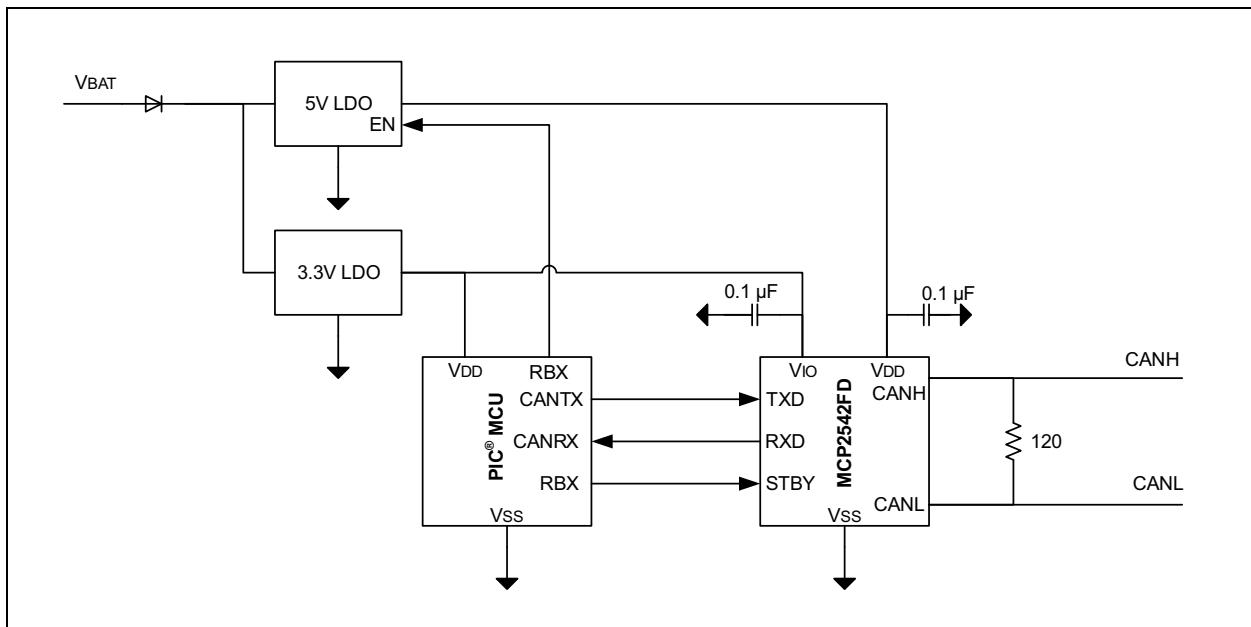 VBAT
5V LDO
EN
3.3V LDO
0.1 µF
0.1 µF
VDD
RBX
VIO
VDD
CANH
CANH
CANTX
TXD
PIC® MCU
CANRX
RXD
MCP2542FD
120
RBX
STBY
CANL
CANL
VSS
VSS